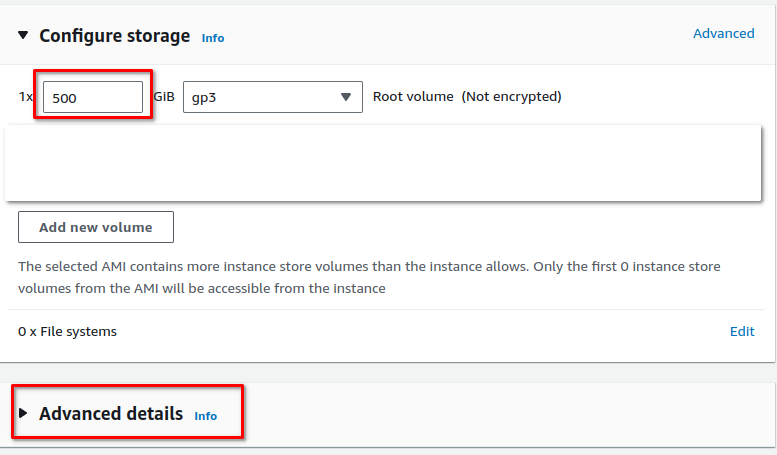 Configure storage Info Advanced
1x 500 GiB gp3 Root volume (Not encrypted)
Add new volume
The selected AMI contains more instance store volumes than the instance allows. Only the first 0 instance store
volumes from the AMI will be accessible from the instance
0 x File systems Edit
Advanced details Info